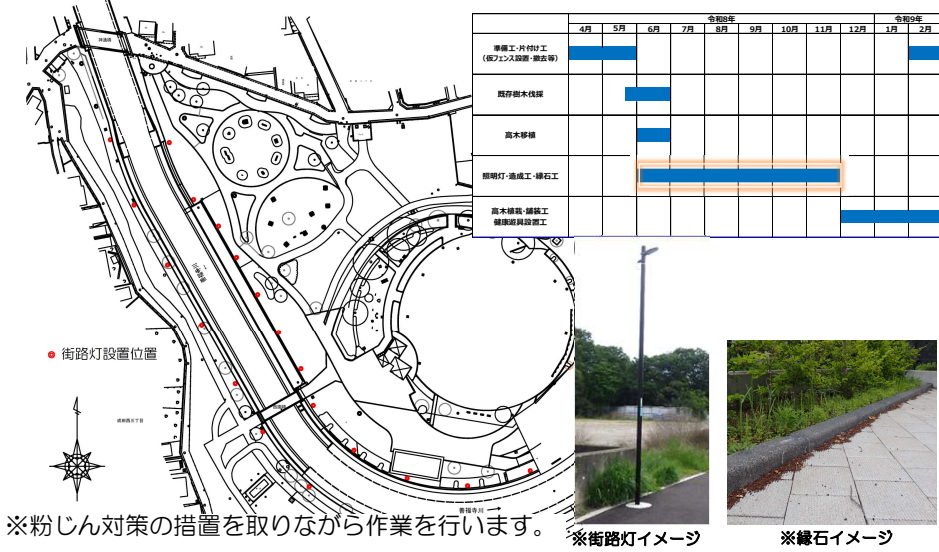 令和8年
令和9年
4月 5月 6月 7月 8月 9月 10月 11月 12月 1月 2月
準備工・片付け工
(仮フェンス設置・撤去等)
既存樹木伐採
高木移植
照明灯・造成工・縁石工
高木植栽・舗装工
健康遊具設置工
街路灯設置位置
善福寺川
※粉じん対策の措置を取りながら作業を行います。
※街路灯イメージ
※縁石イメージ